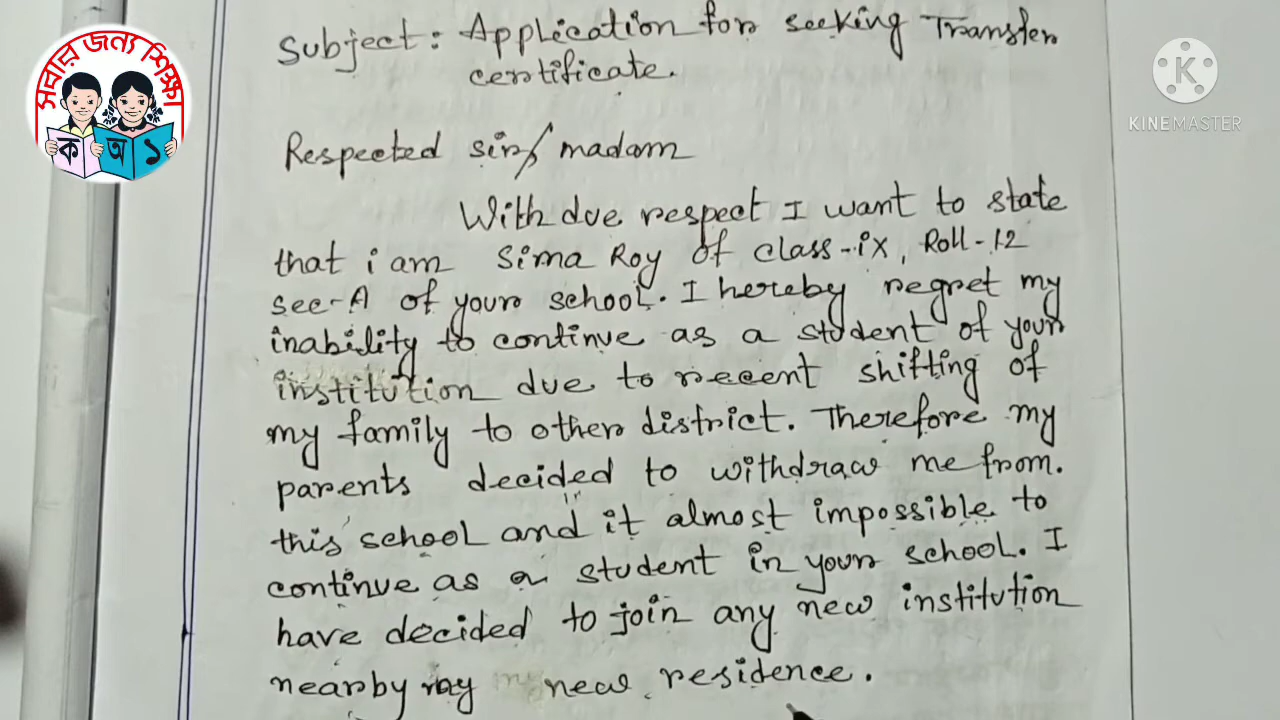 সবার জন্য শিক্ষা
ক অ ১
KINEMASTER
Subject: Application for seeking Transfer
certificate.
Respected sir/ madam
With due respect I want to state
that i am Sima Roy of class-ix, Roll-12
sec-A of your school. I hereby regret my
inability to continue as a student of your
institution due to recent shifting of
my family to other district. Therefore my
parents decided to withdraw me from.
this school and it almost impossible to
continue as a student in your school. I
have decided to join any new institution
nearby my new residence.